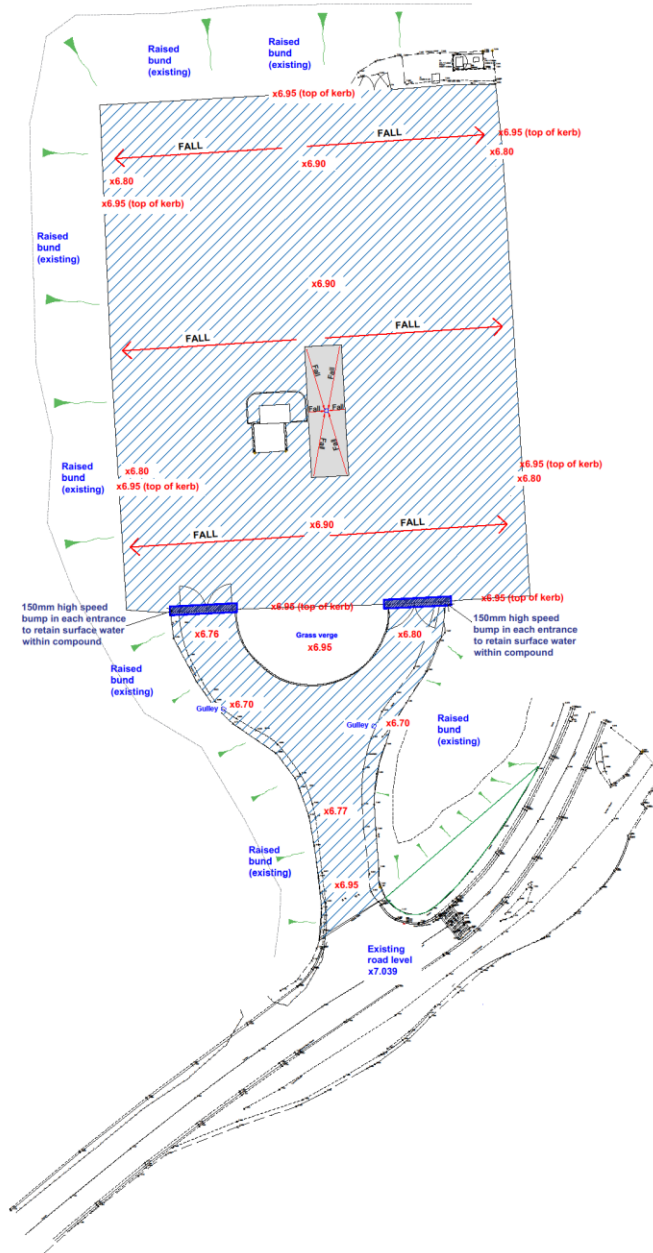 Raised
bund
(existing)
Raised
bund
(existing)
x6.95 (top of kerb)
x6.95 (top of kerb)
FALL
FALL
x6.80
x6.90
x6.80
x6.95 (top of kerb)
Raised
bund
(existing)
x6.90
FALL
FALL
Fall
Fall
Fall
Fall
Fall
Fall
Raised
bund
(existing)
x6.80
x6.95 (top of kerb)
x6.95 (top of kerb)
x6.80
x6.90
FALL
FALL
150mm high speed
bump in each entrance
to retain surface water
within compound
x6.95 (top of kerb)
x6.95 (top of kerb)
150mm high speed
bump in each entrance
to retain surface water
within compound
x6.76
Grass verge
x6.95
x6.80
Raised
bund
(existing)
Gulley
x6.70
Gulley
x6.70
Raised
bund
(existing)
x6.77
Raised
bund
(existing)
x6.95
Existing
road level
x7.039